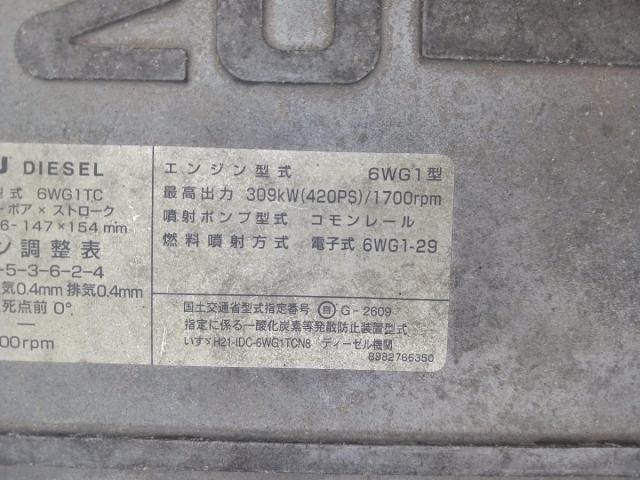 20
DIESEL
式 6WG1TC
ボア × ストローク
6-147×154mm
ン調整表
-5-3-6-2-4
気0.4mm 排気0.4mm
死点前 0°
—
00rpm
エンジン型式 6WG1型
最高出力 309kW(420PS)/1700rpm
噴射ポンプ型式 コモンレール
燃料噴射方式 電子式 6WG1-29
国土交通省型式指定番号 自 G-2609
指定に係る一酸化炭素等発散防止装置型式
いすゞH21-IDC-6WG1TCN8 ディーゼル機関
8982766350